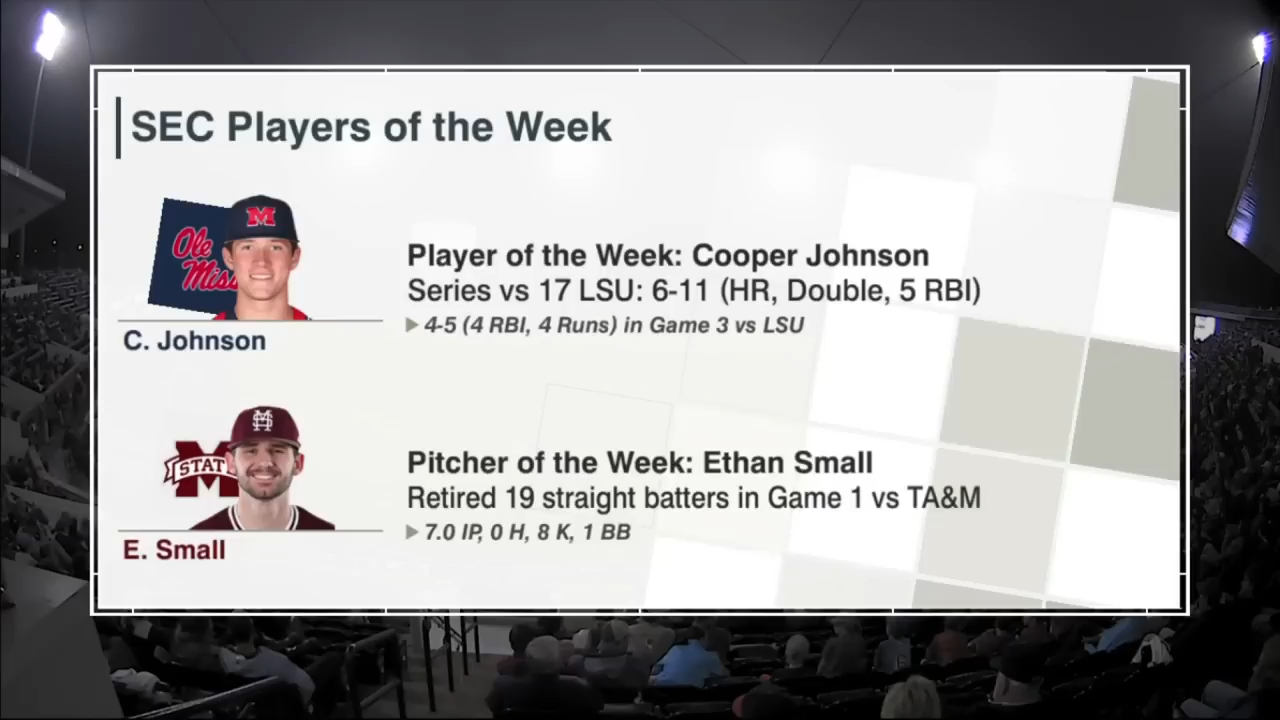 SEC Players of the Week
Ole
Miss
M
C. Johnson
Player of the Week: Cooper Johnson
Series vs 17 LSU: 6-11 (HR, Double, 5 RBI)
▶ 4-5 (4 RBI, 4 Runs) in Game 3 vs LSU
STAT
E. Small
Pitcher of the Week: Ethan Small
Retired 19 straight batters in Game 1 vs TA&M
▶ 7.0 IP, 0 H, 8 K, 1 BB